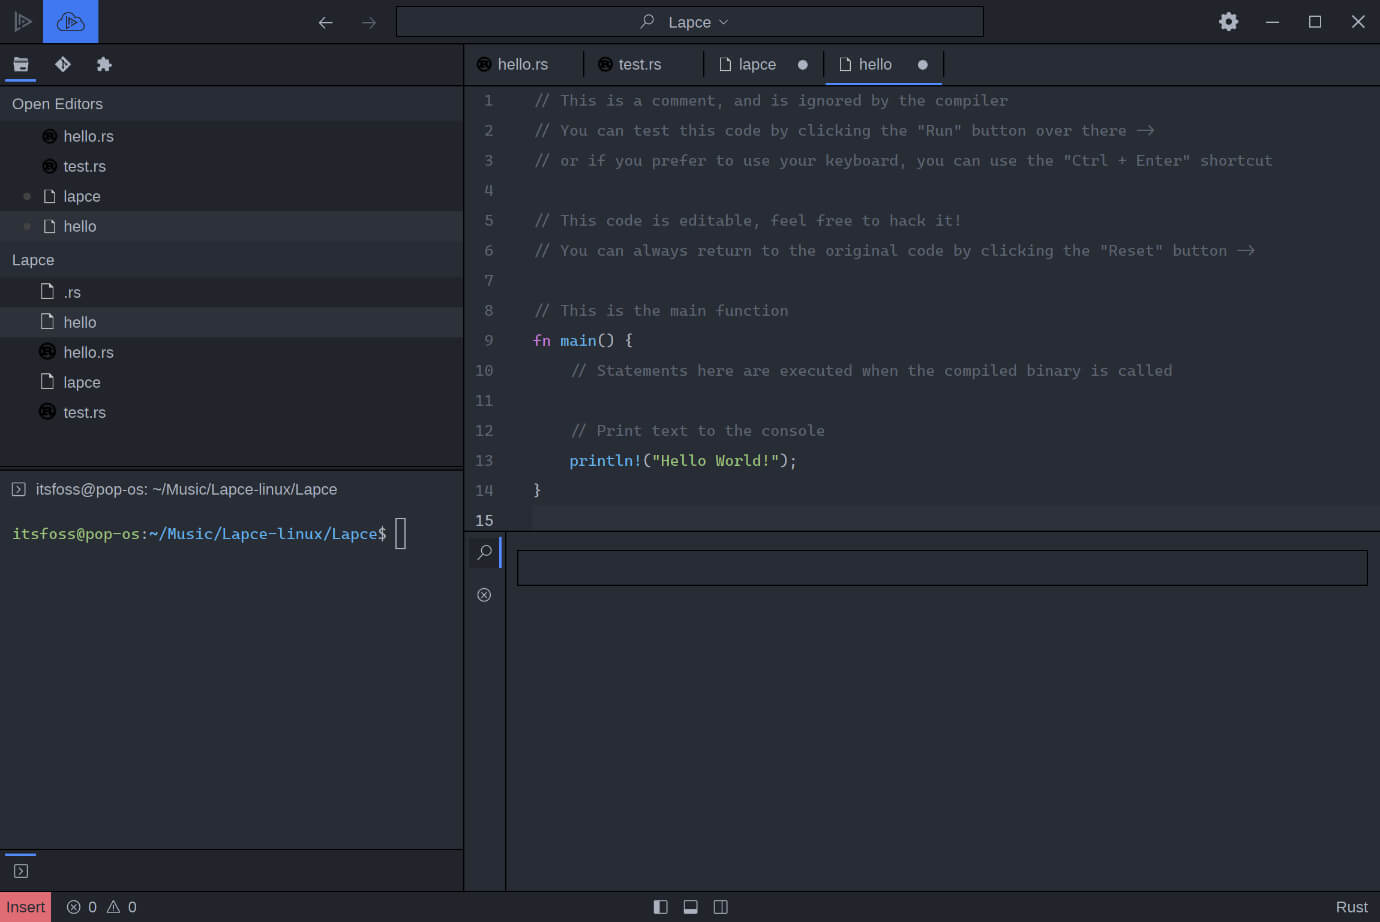 Lapce
hello.rs
test.rs
lapce
hello
Open Editors
hello.rs
test.rs
lapce
hello
Lapce
.rs
hello
hello.rs
lapce
test.rs
1 // This is a comment, and is ignored by the compiler
2 // You can test this code by clicking the "Run" button over there ->
3 // or if you prefer to use your keyboard, you can use the "Ctrl + Enter" shortcut
4
5 // This code is editable, feel free to hack it!
6 // You can always return to the original code by clicking the "Reset" button ->
7
8 // This is the main function
9 fn main() {
10 // Statements here are executed when the compiled binary is called
11
12 // Print text to the console
13 println!("Hello World!");
14 }
15
itsfoss@pop-os: ~/Music/Lapce-linux/Lapce
itsfoss@pop-os:~/Music/Lapce-linux/Lapce$
Insert 0 0 Rust